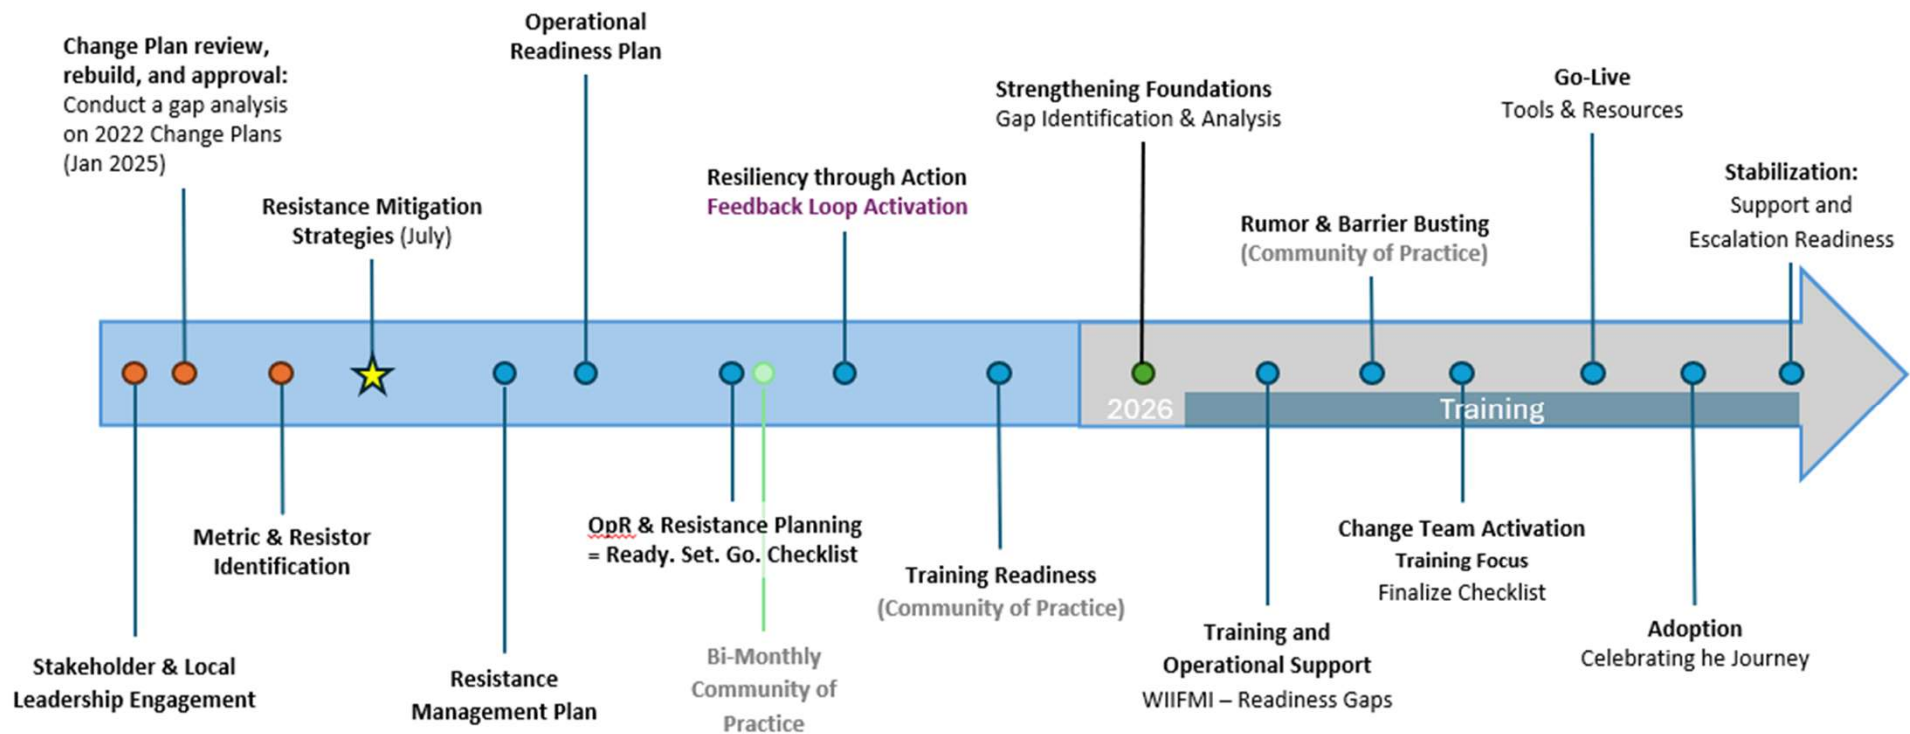 Operational
Readiness Plan
Change Plan review,
rebuild, and approval:
Conduct a gap analysis
on 2022 Change Plans
(Jan 2025)
Resistance Mitigation
Strategies (July)
Resiliency through Action
Feedback Loop Activation
Strengthening Foundations
Gap Identification & Analysis
Rumor & Barrier Busting
(Community of Practice)
Go-Live
Tools & Resources
Stabilization:
Support and
Escalation Readiness
2026
Training
Stakeholder & Local
Leadership Engagement
Metric & Resistor
Identification
Resistance
Management Plan
OpR & Resistance Planning
= Ready. Set. Go. Checklist
Bi-Monthly
Community of
Practice
Training Readiness
(Community of Practice)
Training and
Operational Support
WIIFMI – Readiness Gaps
Change Team Activation
Training Focus
Finalize Checklist
Adoption
Celebrating he Journey